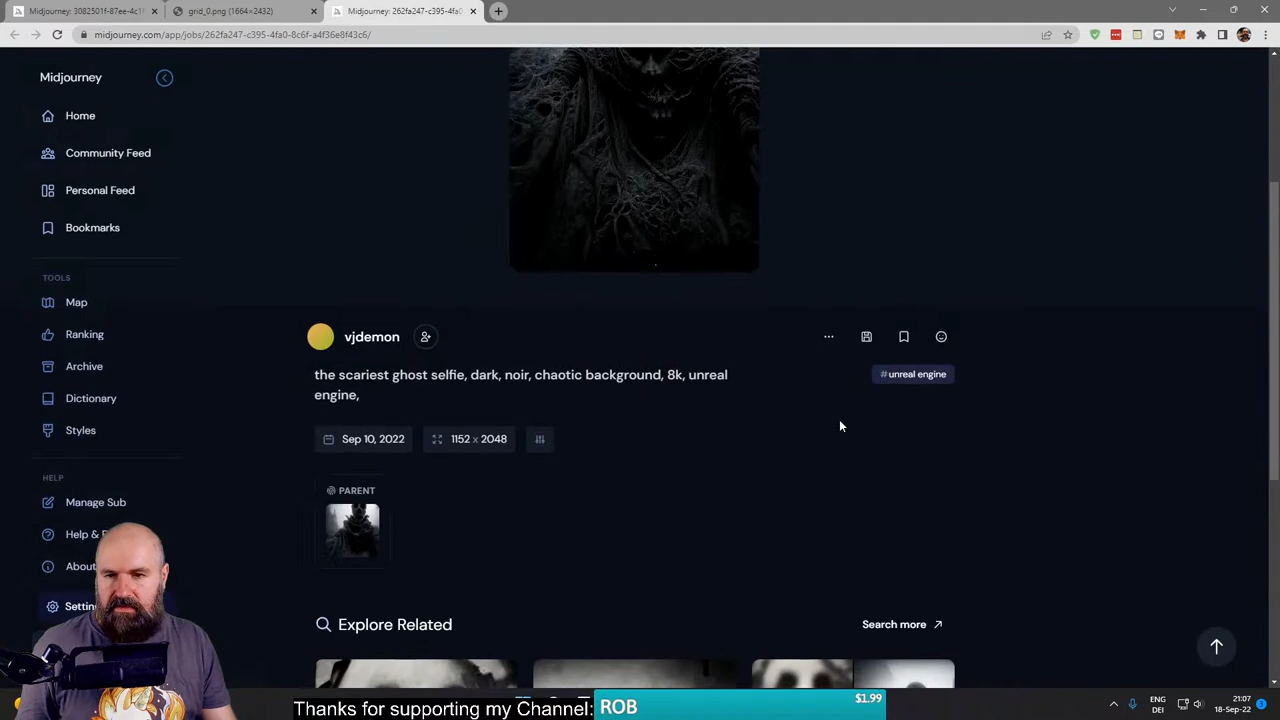 Midjourney: 3082501f-87ee-4c1
grid_0.png (1664×2432)
Midjourney: 262fa247-c395-4fa0
midjourney.com/app/jobs/262fa247-c395-4fa0-8c6f-a4f36e8f43c6/
Midjourney
Home
Community Feed
Personal Feed
Bookmarks
TOOLS
Map
Ranking
Archive
Dictionary
Styles
HELP
Manage Sub
Help &
About
Settin
vjdemon
the scariest ghost selfie, dark, noir, chaotic background, 8k, unreal
engine,
#unreal engine
Sep 10, 2022
1152 x 2048
PARENT
Explore Related
Search more
Thanks for supporting my Channel:
ROB
$1.99
ENG
DEI
21:07
18-Sep-22
3